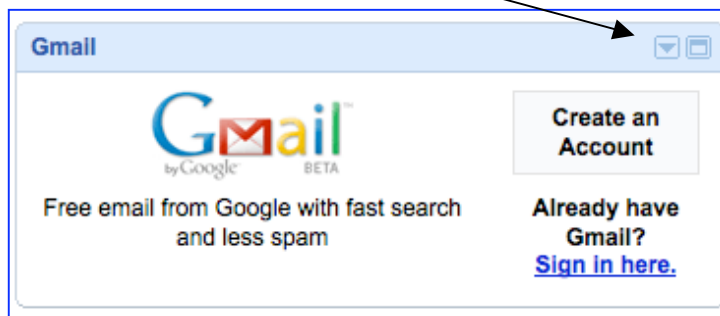 Gmail
Gmail
by Google
BETA
Create an
Account
Free email from Google with fast search
and less spam
Already have
Gmail?
Sign in here.